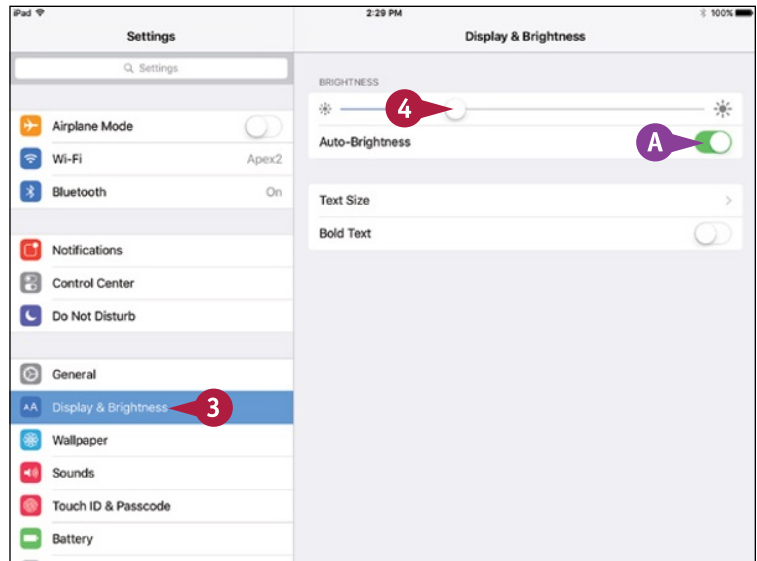 iPad 2:29 PM 100%
Settings
Display & Brightness
Settings
Airplane Mode
Wi-Fi Apex2
Bluetooth On
Notifications
Control Center
Do Not Disturb
General
AA Display & Brightness 3
Wallpaper
Sounds
Touch ID & Passcode
Battery
BRIGHTNESS
4
Auto-Brightness A
Text Size
Bold Text